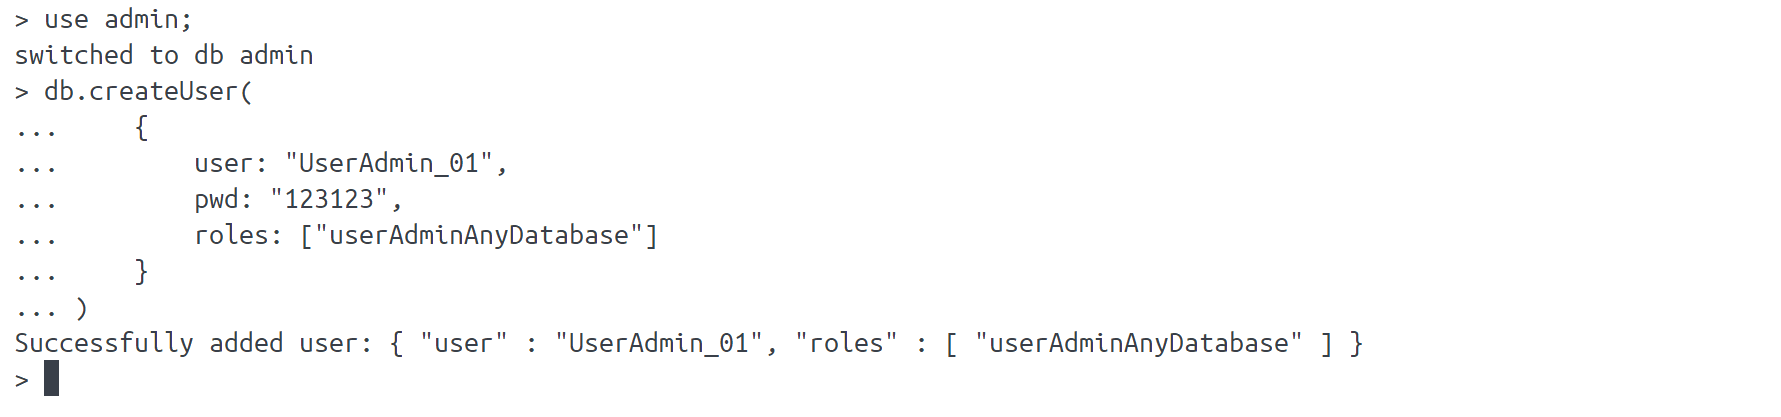 > use admin;
switched to db admin
> db.createUser(
...     {
...         user: "UserAdmin_01",
...         pwd: "123123",
...         roles: ["userAdminAnyDatabase"]
...     }
... )
Successfully added user: { "user" : "UserAdmin_01", "roles" : [ "userAdminAnyDatabase" ] }
>